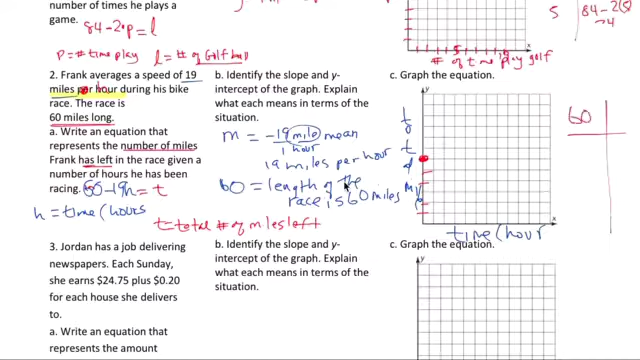 number of times he plays a
game.
84 - 2·p = l
5 | 84 - 2(5)
74
P = # time play   l = # of Golf
# of time play golf
2. Frank averages a speed of 19
miles per hour during his bike
race. The race is
60 miles long.
a. Write an equation that
represents the number of miles
Frank has left in the race given a
number of hours he has been
racing. 60 - 19h = t
h = time (hours
t = total # of miles left
b. Identify the slope and y-
intercept of the graph. Explain
what each means in terms of the
situation.
m = -19 mile mean
1 hour
19 miles per hour
60 = length of the
race is 60 miles
c. Graph the equation.
y
x
60
time (hour
3. Jordan has a job delivering
newspapers. Each Sunday,
she earns $24.75 plus $0.20
for each house she delivers
to.
a. Write an equation that
represents the amount
b. Identify the slope and y-
intercept of the graph. Explain
what each means in terms of the
situation.
c. Graph the equation.
y